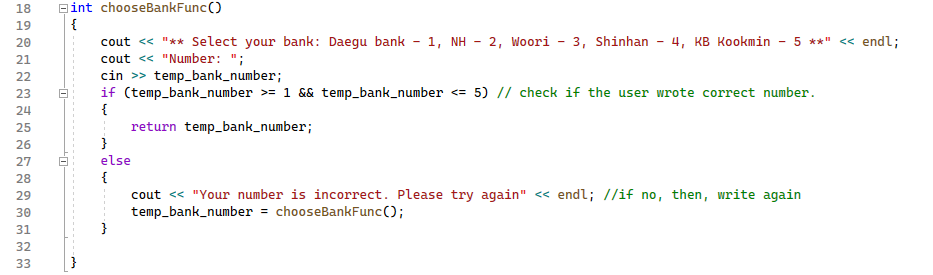 18 int chooseBankFunc()
19 {
20 cout << "** Select your bank: Daegu bank - 1, NH - 2, Woori - 3, Shinhan - 4, KB Kookmin - 5 **" << endl;
21 cout << "Number: ";
22 cin >> temp_bank_number;
23 if (temp_bank_number >= 1 && temp_bank_number <= 5) // check if the user wrote correct number.
24 {
25 return temp_bank_number;
26 }
27 else
28 {
29 cout << "Your number is incorrect. Please try again" << endl; //if no, then, write again
30 temp_bank_number = chooseBankFunc();
31 }
32
33 }